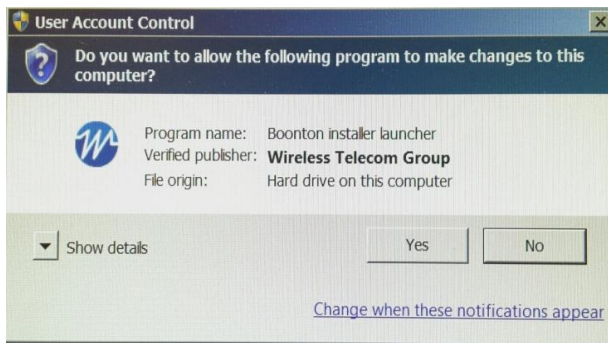 User Account Control
Do you want to allow the following program to make changes to this
computer?
Program name: Boonton installer launcher
Verified publisher: Wireless Telecom Group
File origin: Hard drive on this computer
Show details
Yes
No
Change when these notifications appear